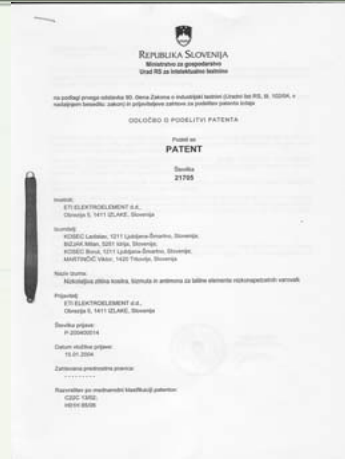 REPUBLIKA SLOVENIJA
Ministrstvo za gospodarstvo
Urad RS za intelektualno lastnino
na podlagi prvega odstavka 90. člena Zakona o industrijski lastnini (Uradni list RS, št. 102/04, v
nadaljnjem besedilu: zakon) in prijaviteljeve zahteve za podelitev patenta izdaja
ODLOČBO O PODELITVI PATENTA
Podeli se
PATENT
Številka
21705
Imetnik:
ETI ELEKTROELEMENT d.d.,
Obrezija 5, 1411 IZLAKE, Slovenija
Izumitelj:
KOSEC Ladislav, 1211 Ljubljana-Šmartno, Slovenija,
BIZJAK Milan, 5281 Idrija, Slovenija,
KOSEC Borut, 1211 Ljubljana-Šmartno, Slovenija,
MARTINČIČ Viktor, 1420 Trbovlje, Slovenija
Naziv izuma:
Nizkotaljiva zlitina kositra, bizmuta in antimona za taljive elemente nizkonapetostnih varovalk
Prijavitelj:
ETI ELEKTROELEMENT d.d.,
Obrezija 5, 1411 IZLAKE, Slovenija
Številka prijave:
P-200400014
Datum vložitve prijave:
15.01.2004
Zahtevana prednostna pravica:
---------
Razvrstitev po mednarodni klasifikaciji patentov:
C22C 13/02;
H01H 85/06